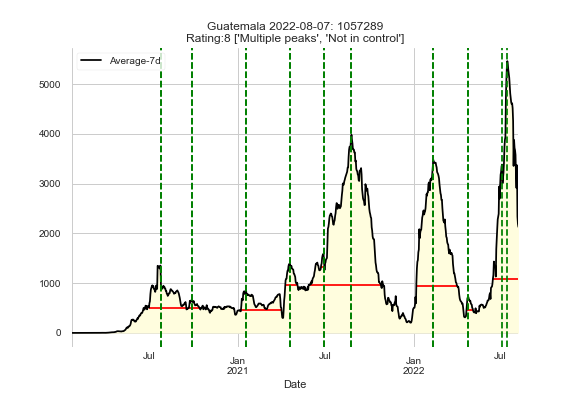 Guatemala 2022-08-07: 1057289
Rating:8 ['Multiple peaks', 'Not in control']
Average-7d
5000
4000
3000
2000
1000
0
Jul
Jan
2021
Jul
Jan
2022
Jul
Date